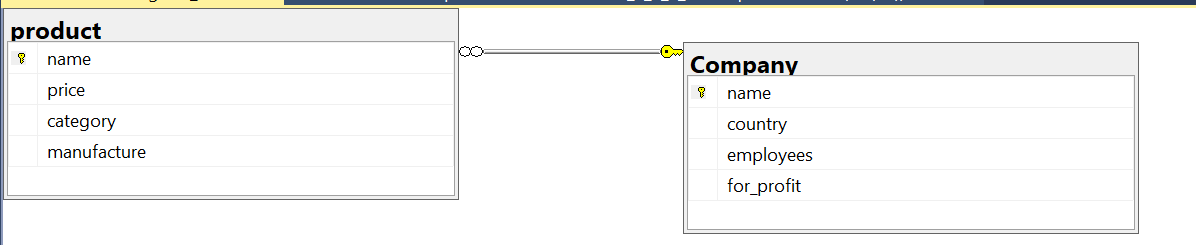 product
name
price
category
manufacture
Company
name
country
employees
for_profit